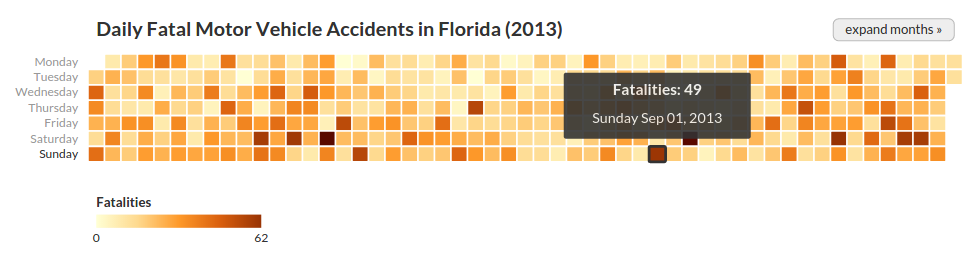 Daily Fatal Motor Vehicle Accidents in Florida (2013)
expand months »
Monday
Tuesday
Wednesday
Thursday
Friday
Saturday
Sunday
Fatalities: 49
Sunday Sep 01, 2013
Fatalities
0 62